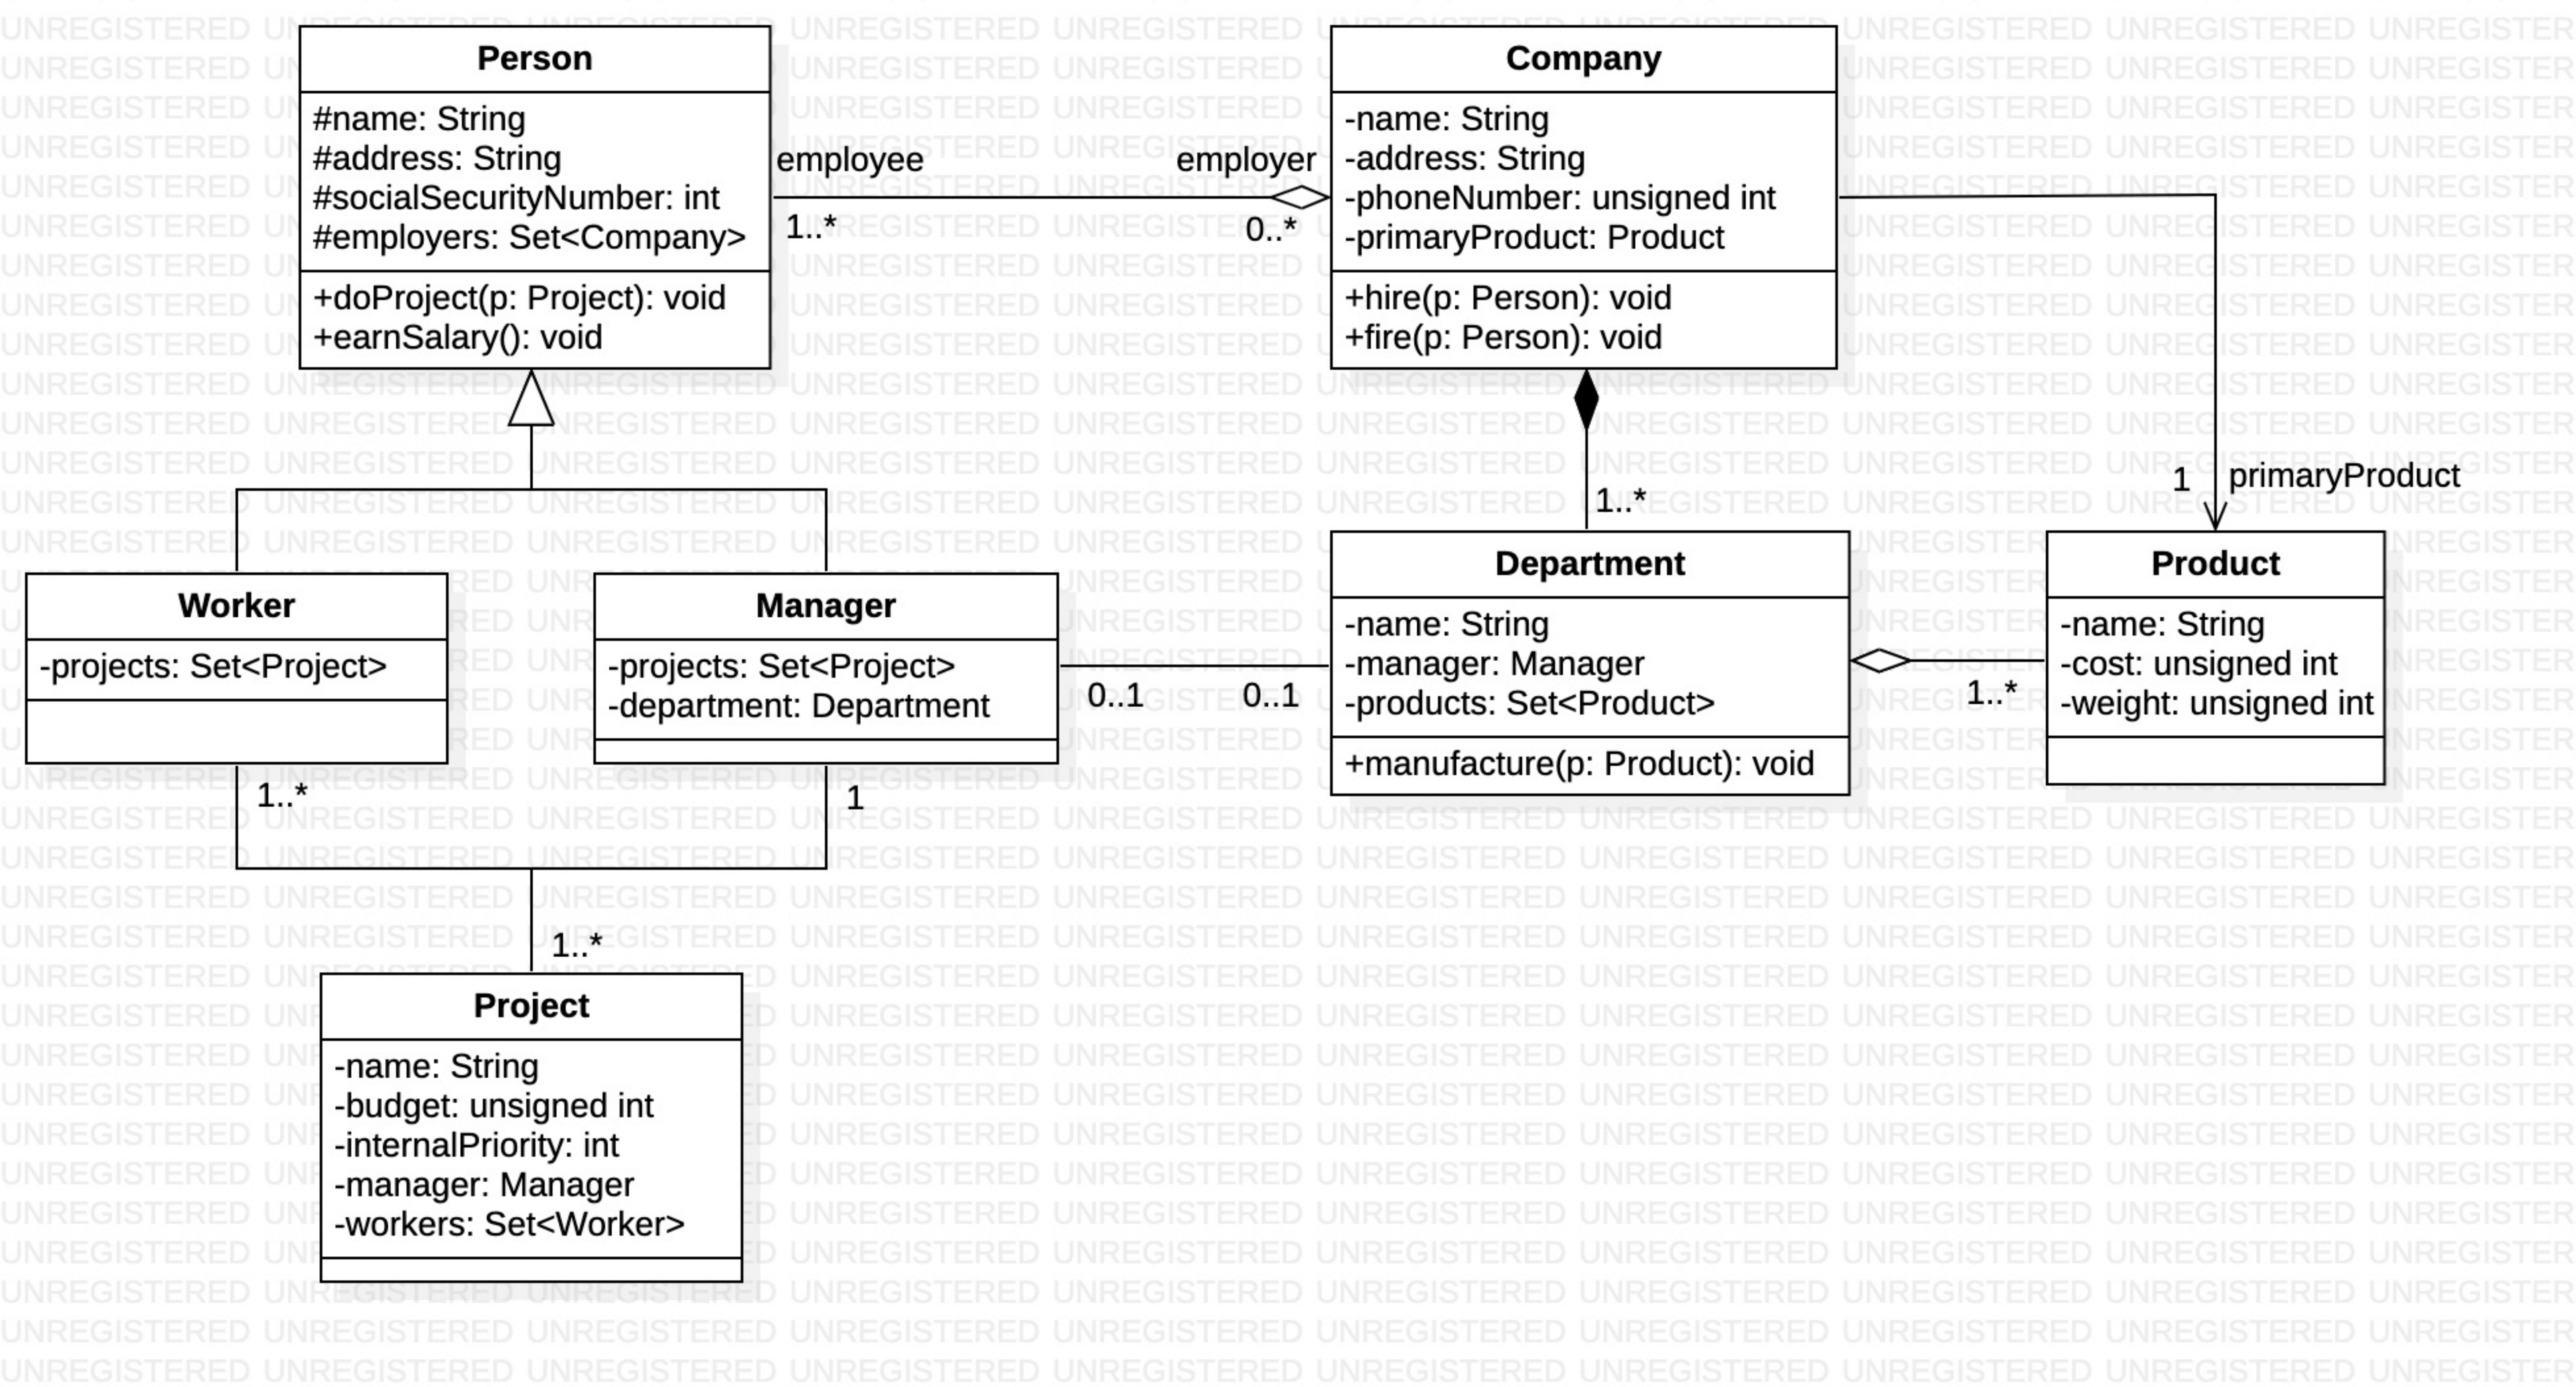 Person
#name: String
#address: String
#socialSecurityNumber: int
#employers: Set<Company>
+doProject(p: Project): void
+earnSalary(): void
employee
1..*
employer
0..*
Company
-name: String
-address: String
-phoneNumber: unsigned int
-primaryProduct: Product
+hire(p: Person): void
+fire(p: Person): void
1..*
1
primaryProduct
Worker
-projects: Set<Project>
1..*
Manager
-projects: Set<Project>
-department: Department
1
0..1
0..1
Department
-name: String
-manager: Manager
-products: Set<Product>
+manufacture(p: Product): void
1..*
Product
-name: String
-cost: unsigned int
-weight: unsigned int
1..*
Project
-name: String
-budget: unsigned int
-internalPriority: int
-manager: Manager
-workers: Set<Worker>
UNREGISTERED